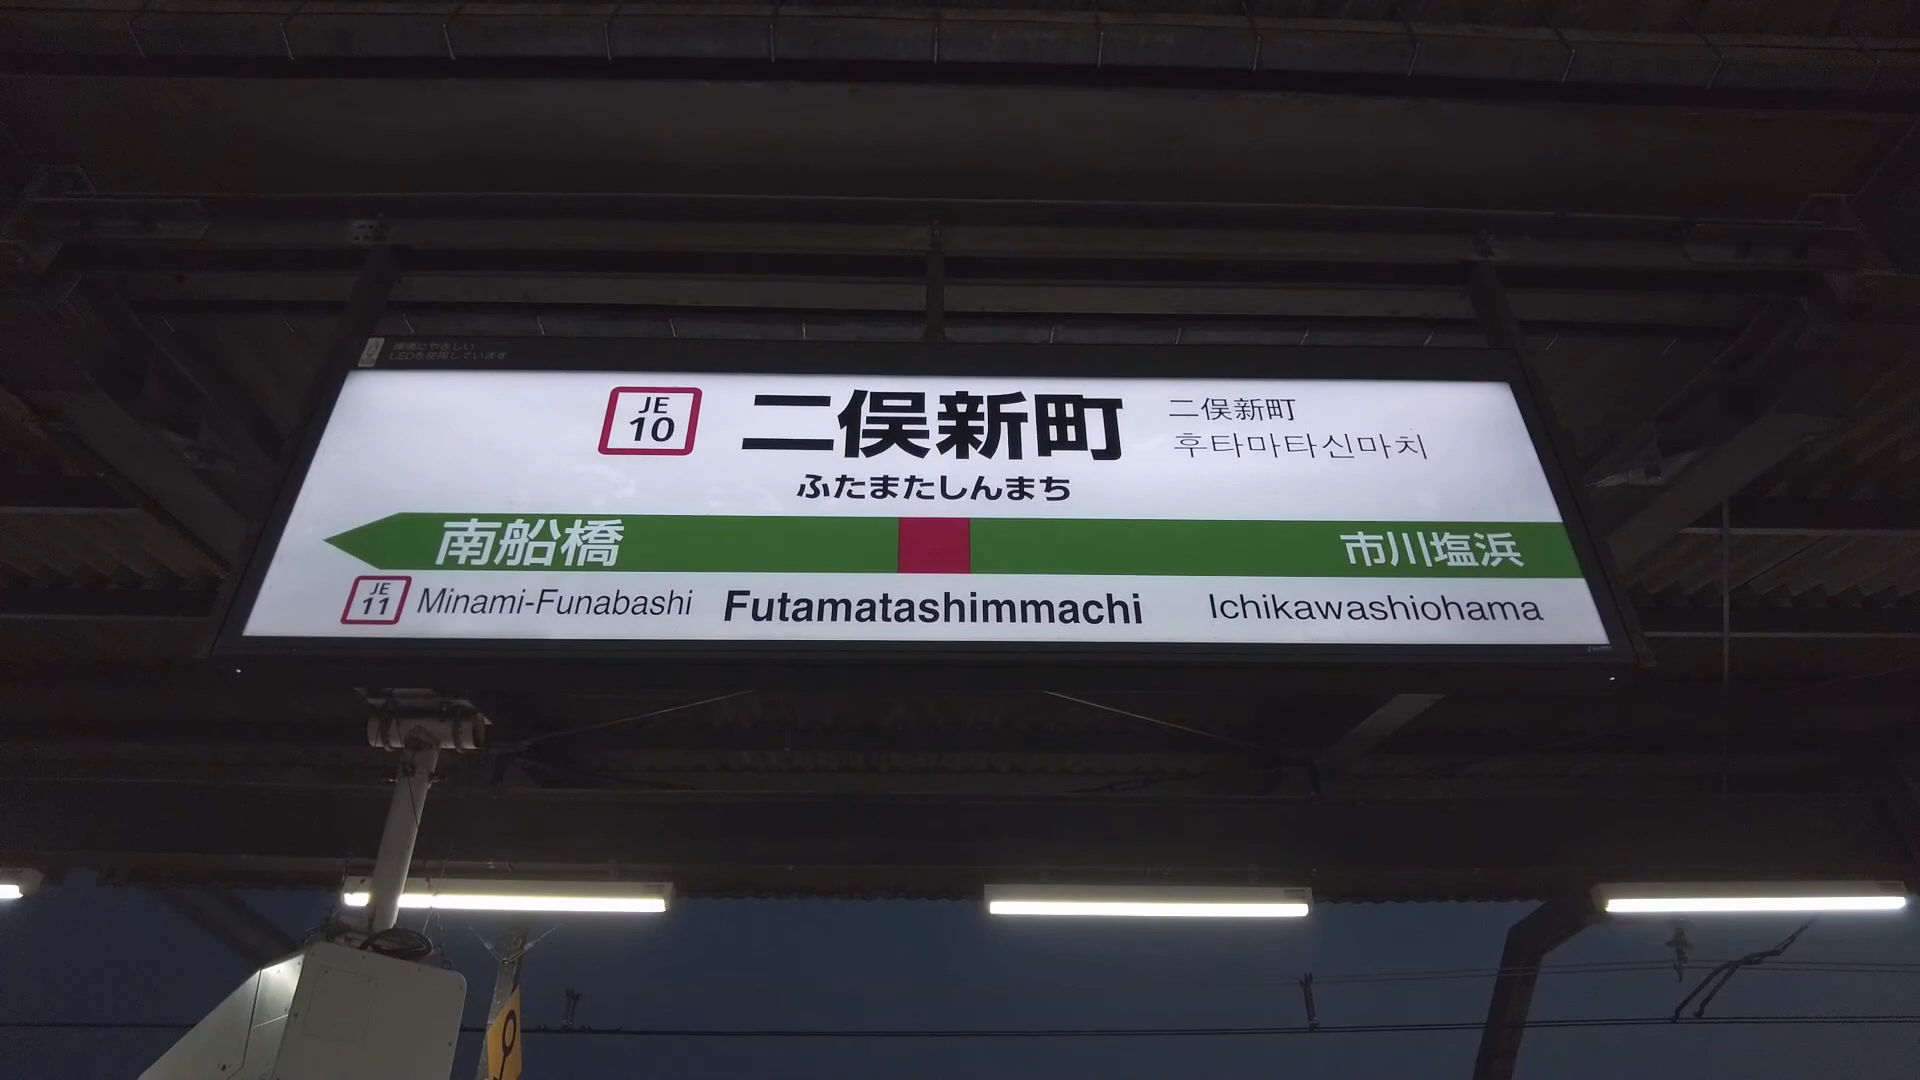 環境にやさしい
LEDを使用しています
JE
10
二俣新町
二俣新町
후타마타신마치
ふたまたしんまち
南船橋
市川塩浜
JE
11
Minami-Funabashi
Futamatashimmachi
Ichikawashiohama